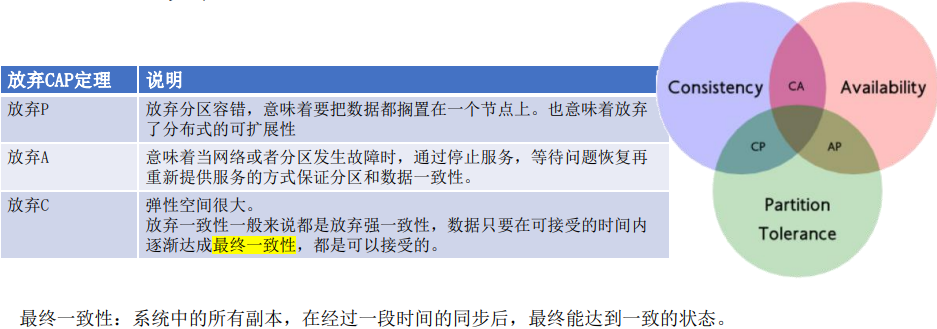 放弃CAP定理 说明
放弃P 放弃分区容错，意味着要把数据都搁置在一个节点上。也意味着放弃
了分布式的可扩展性
放弃A 意味着当网络或者分区发生故障时，通过停止服务，等待问题恢复再
重新提供服务的方式保证分区和数据一致性。
放弃C 弹性空间很大。
放弃一致性一般来说都是放弃强一致性，数据只要在可接受的时间内
逐渐达成最终一致性，都是可以接受的。
Consistency
CA
Availability
CP
AP
Partition
Tolerance
最终一致性：系统中的所有副本，在经过一段时间的同步后，最终能达到一致的状态。